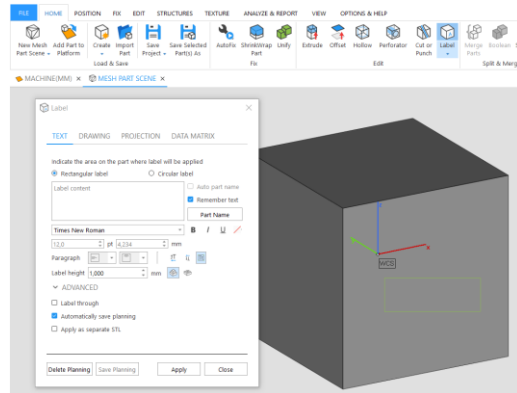 FILE HOME POSITION FIX EDIT STRUCTURES TEXTURE ANALYZE & REPORT VIEW OPTIONS & HELP
New Mesh Part Scene Add Part to Platform Create Import Part Save Project Save Selected Part(s) As AutoFix ShrinkWrap Part Unify Extrude Offset Hollow Perforator Cut or Punch Label Merge Parts Boolean
Load & Save Fix Edit Split & Merg
MACHINE(MM) × MESH PART SCENE ×
Label
TEXT DRAWING PROJECTION DATA MATRIX
Indicate the area on the part where label will be applied
Rectangular label Circular label
Label content
Auto part name
Remember text
Part Name
Times New Roman B I U
12,0 pt 4,234 mm
Paragraph
Label height 1,000 mm
ADVANCED
Label through
Automatically save planning
Apply as separate STL
Delete Planning Save Planning Apply Close
x
WCS